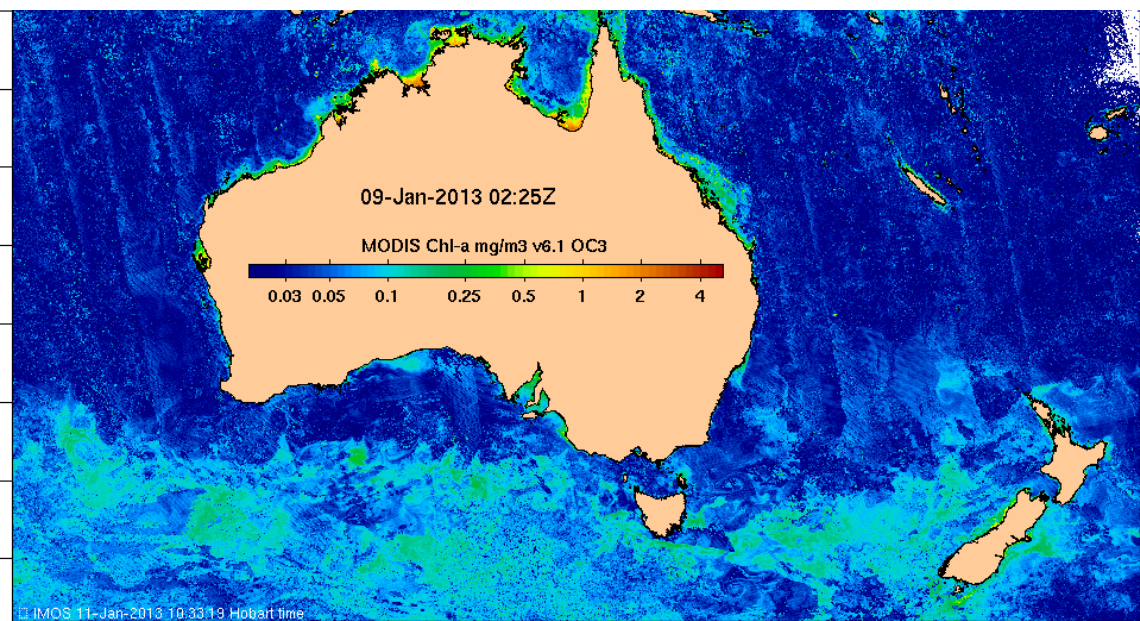 09-Jan-2013 02:25Z
MODIS Chl-a mg/m3 v6.1 OC3
0.03 0.05 0.1 0.25 0.5 1 2 4
IMOS 11-Jan-2013 10:33:19 Hobart time